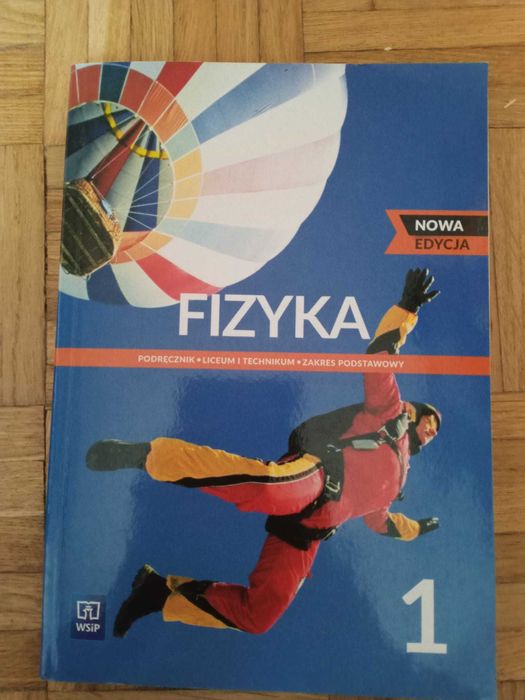 NOWA
EDYCJA
FIZYKA
PODRĘCZNIK • LICEUM I TECHNIKUM • ZAKRES PODSTAWOWY
WSiP
1